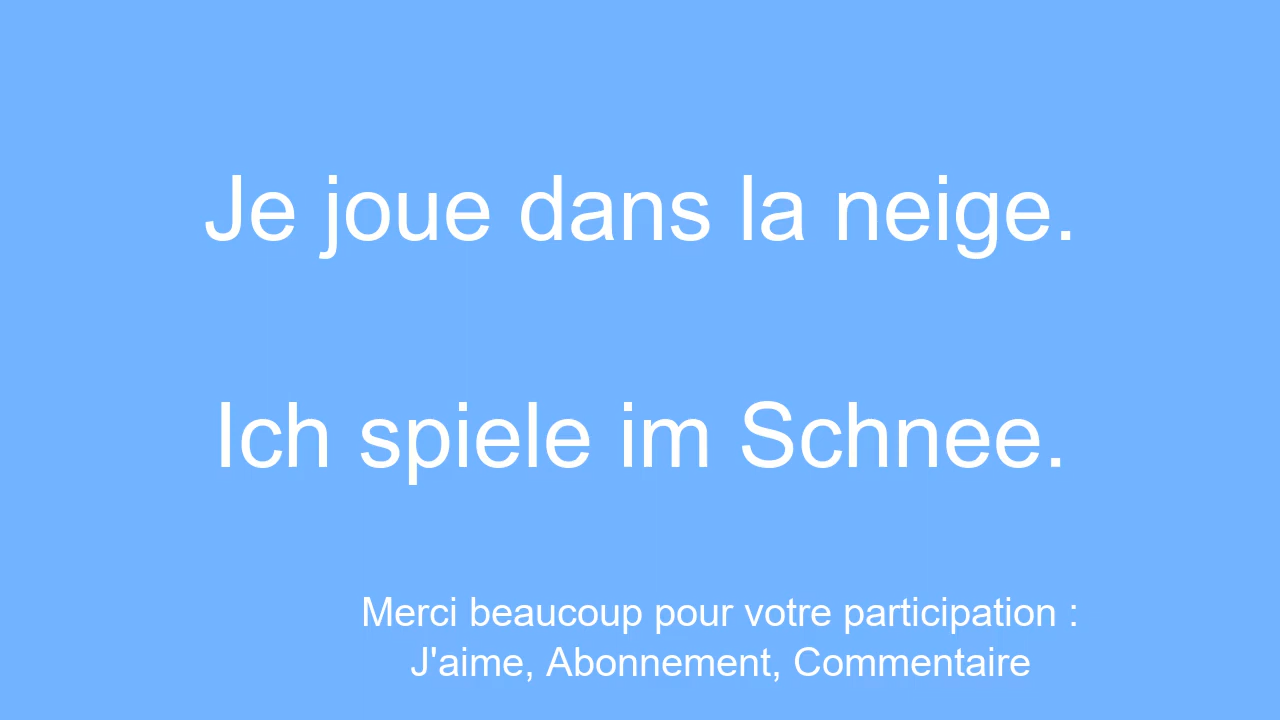 Je joue dans la neige.
Ich spiele im Schnee.
Merci beaucoup pour votre participation :
J'aime, Abonnement, Commentaire